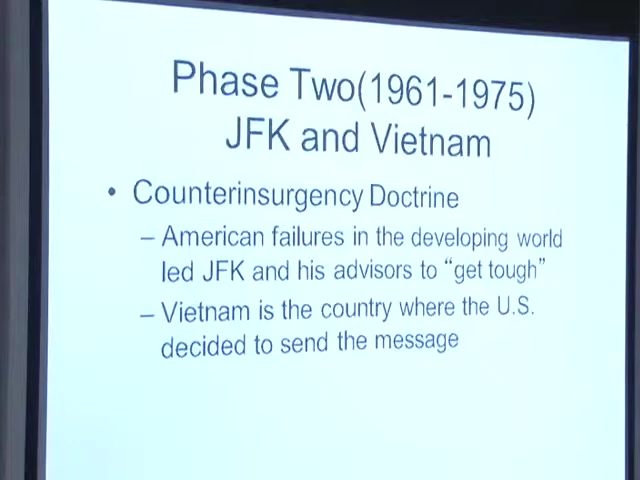 Phase Two(1961-1975)
JFK and Vietnam
• Counterinsurgency Doctrine
– American failures in the developing world
led JFK and his advisors to “get tough”
– Vietnam is the country where the U.S.
decided to send the message